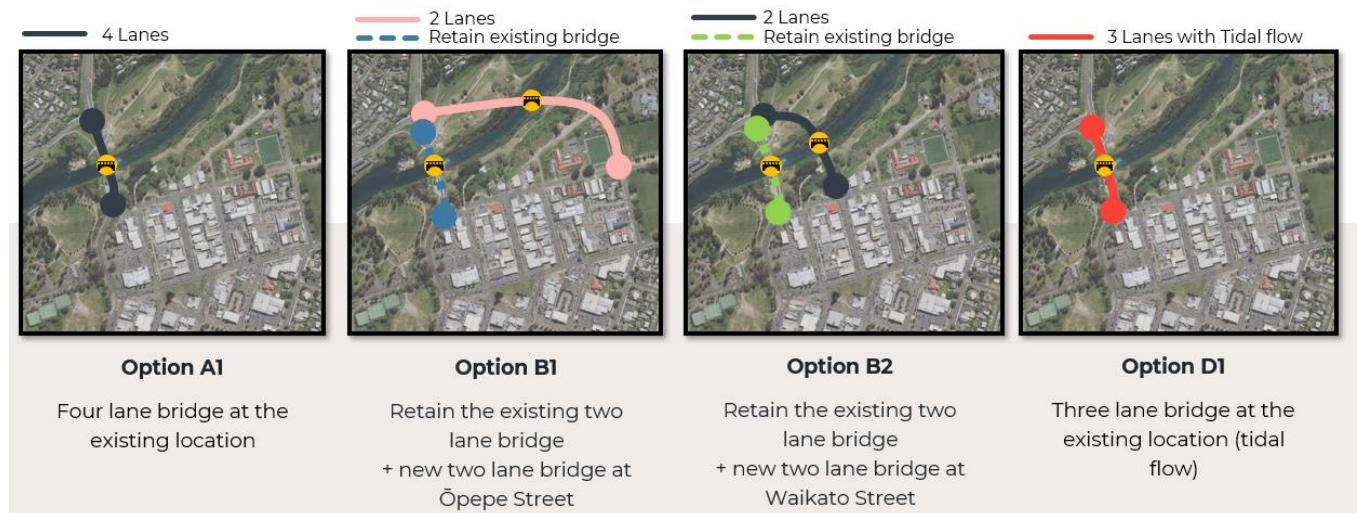 4 Lanes
2 Lanes
Retain existing bridge
2 Lanes
Retain existing bridge
3 Lanes with Tidal flow
Option A1
Four lane bridge at the
existing location
Option B1
Retain the existing two
lane bridge
+ new two lane bridge at
Ōpepe Street
Option B2
Retain the existing two
lane bridge
+ new two lane bridge at
Waikato Street
Option D1
Three lane bridge at the
existing location (tidal
flow)